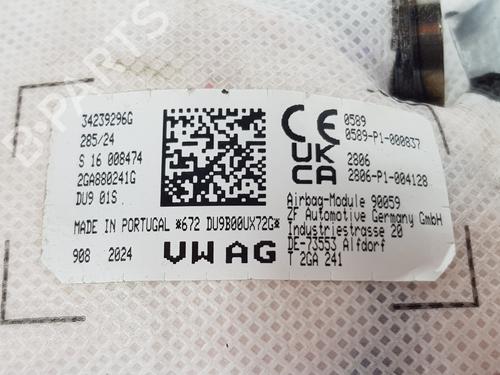 B-PARTS
34239296G
285/24
S 16 008474
2GA880241G
DU9 01S
MADE IN PORTUGAL *672 DU9B00UX72G*
908 2024
VW AG
CE 0589
0589-P1-000837
UK CA 2806
2806-P1-004128
Airbag-Module 90059
ZF Automotive Germany GmbH
Industriestrasse 20
DE-73553 Alfdorf
T 2GA 241